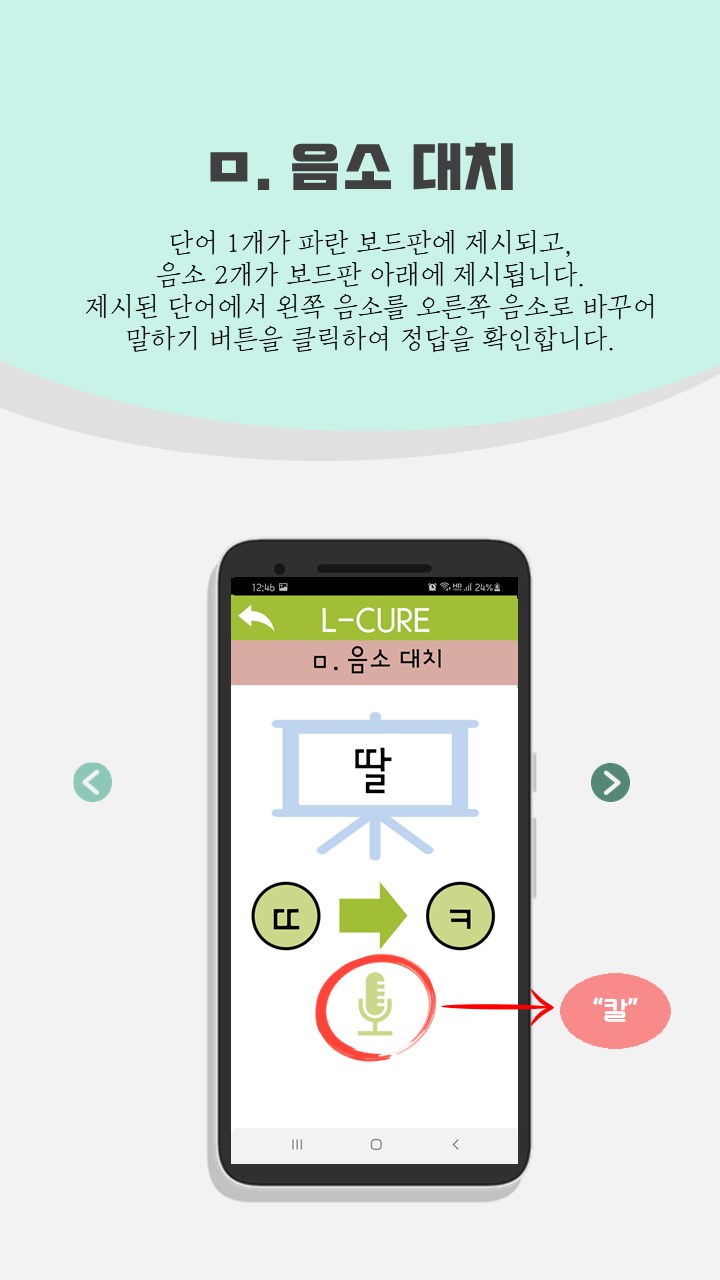 ㅁ. 음소 대치
단어 1개가 파란 보드판에 제시되고,
음소 2개가 보드판 아래에 제시됩니다.
제시된 단어에서 왼쪽 음소를 오른쪽 음소로 바꾸어
말하기 버튼을 클릭하여 정답을 확인합니다.
12:46 HD 24%
L-CURE
ㅁ. 음소 대치
딸
ㄸ ㅋ
“칼”